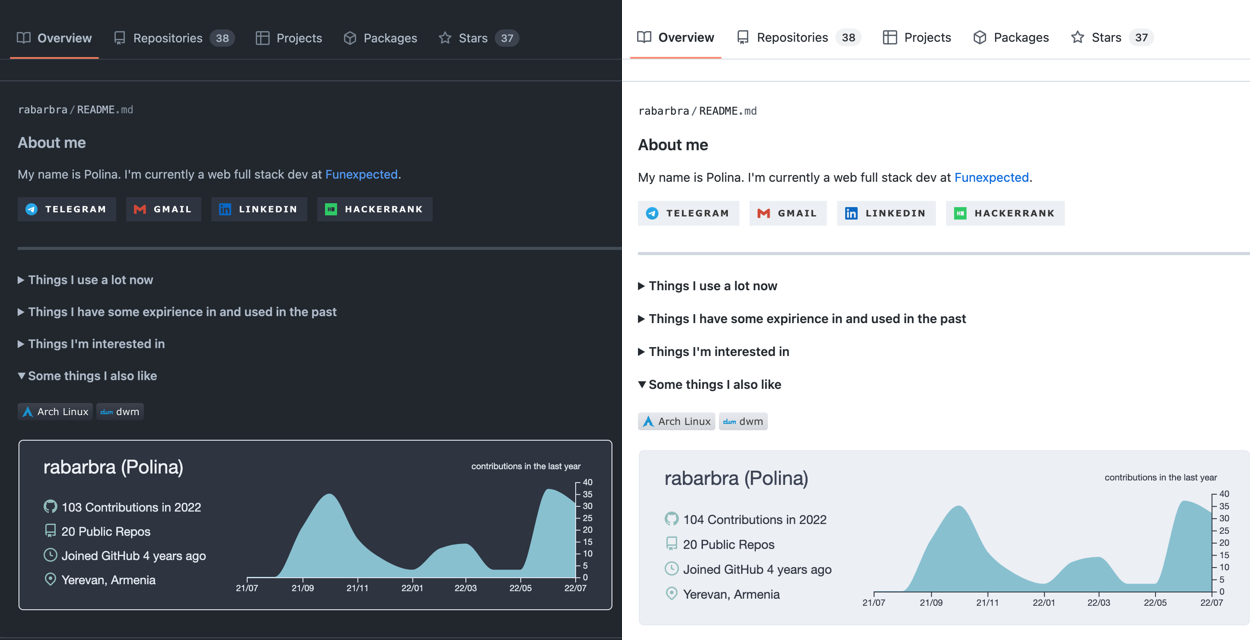 Overview Repositories 38 Projects Packages Stars 37
rabarbra/README.md
About me
My name is Polina. I'm currently a web full stack dev at Funexpected.
TELEGRAM GMAIL LINKEDIN HACKERRANK
Things I use a lot now
Things I have some expirience in and used in the past
Things I'm interested in
Some things I also like
Arch Linux dwm dwm
rabarbra (Polina)
contributions in the last year
103 Contributions in 2022
20 Public Repos
Joined GitHub 4 years ago
Yerevan, Armenia
40
35
30
25
20
15
10
5
0
21/07 21/09 21/11 22/01 22/03 22/05 22/07
Overview Repositories 38 Projects Packages Stars 37
rabarbra/README.md
About me
My name is Polina. I'm currently a web full stack dev at Funexpected.
TELEGRAM GMAIL LINKEDIN HACKERRANK
Things I use a lot now
Things I have some expirience in and used in the past
Things I'm interested in
Some things I also like
Arch Linux dwm dwm
rabarbra (Polina)
contributions in the last year
104 Contributions in 2022
20 Public Repos
Joined GitHub 4 years ago
Yerevan, Armenia
40
35
30
25
20
15
10
5
0
21/07 21/09 21/11 22/01 22/03 22/05 22/07